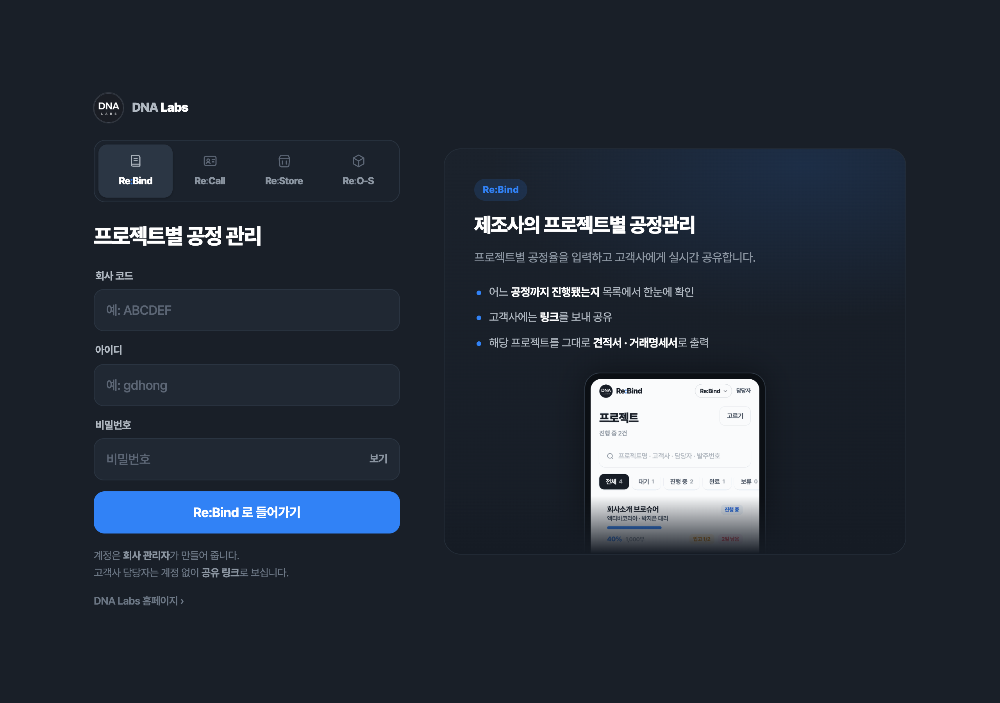 DNA
LABS
DNA Labs
Re:Bind
Re:Call
Re:Store
Re:O-S
프로젝트별 공정 관리
회사 코드
예: ABCDEF
아이디
예: gdhong
비밀번호
비밀번호
보기
Re:Bind 로 들어가기
계정은 회사 관리자가 만들어 줍니다.
고객사 담당자는 계정 없이 공유 링크로 보십니다.
DNA Labs 홈페이지 ›
Re:Bind
제조사의 프로젝트별 공정관리
프로젝트별 공정율을 입력하고 고객사에게 실시간 공유합니다.
어느 공정까지 진행됐는지 목록에서 한눈에 확인
고객사에는 링크를 보내 공유
해당 프로젝트를 그대로 견적서 · 거래명세서로 출력
DNA
LABS
Re:Bind
Re:Bind
담당자
프로젝트
고르기
진행 중 2건
프로젝트명 · 고객사 · 담당자 · 발주번호
전체 4
대기 1
진행 중 2
완료 1
보류 0
회사소개 브로슈어
진행 중
액티바코리아 · 박지은 대리
40% 1,000부
입고 1/2
2일 남음